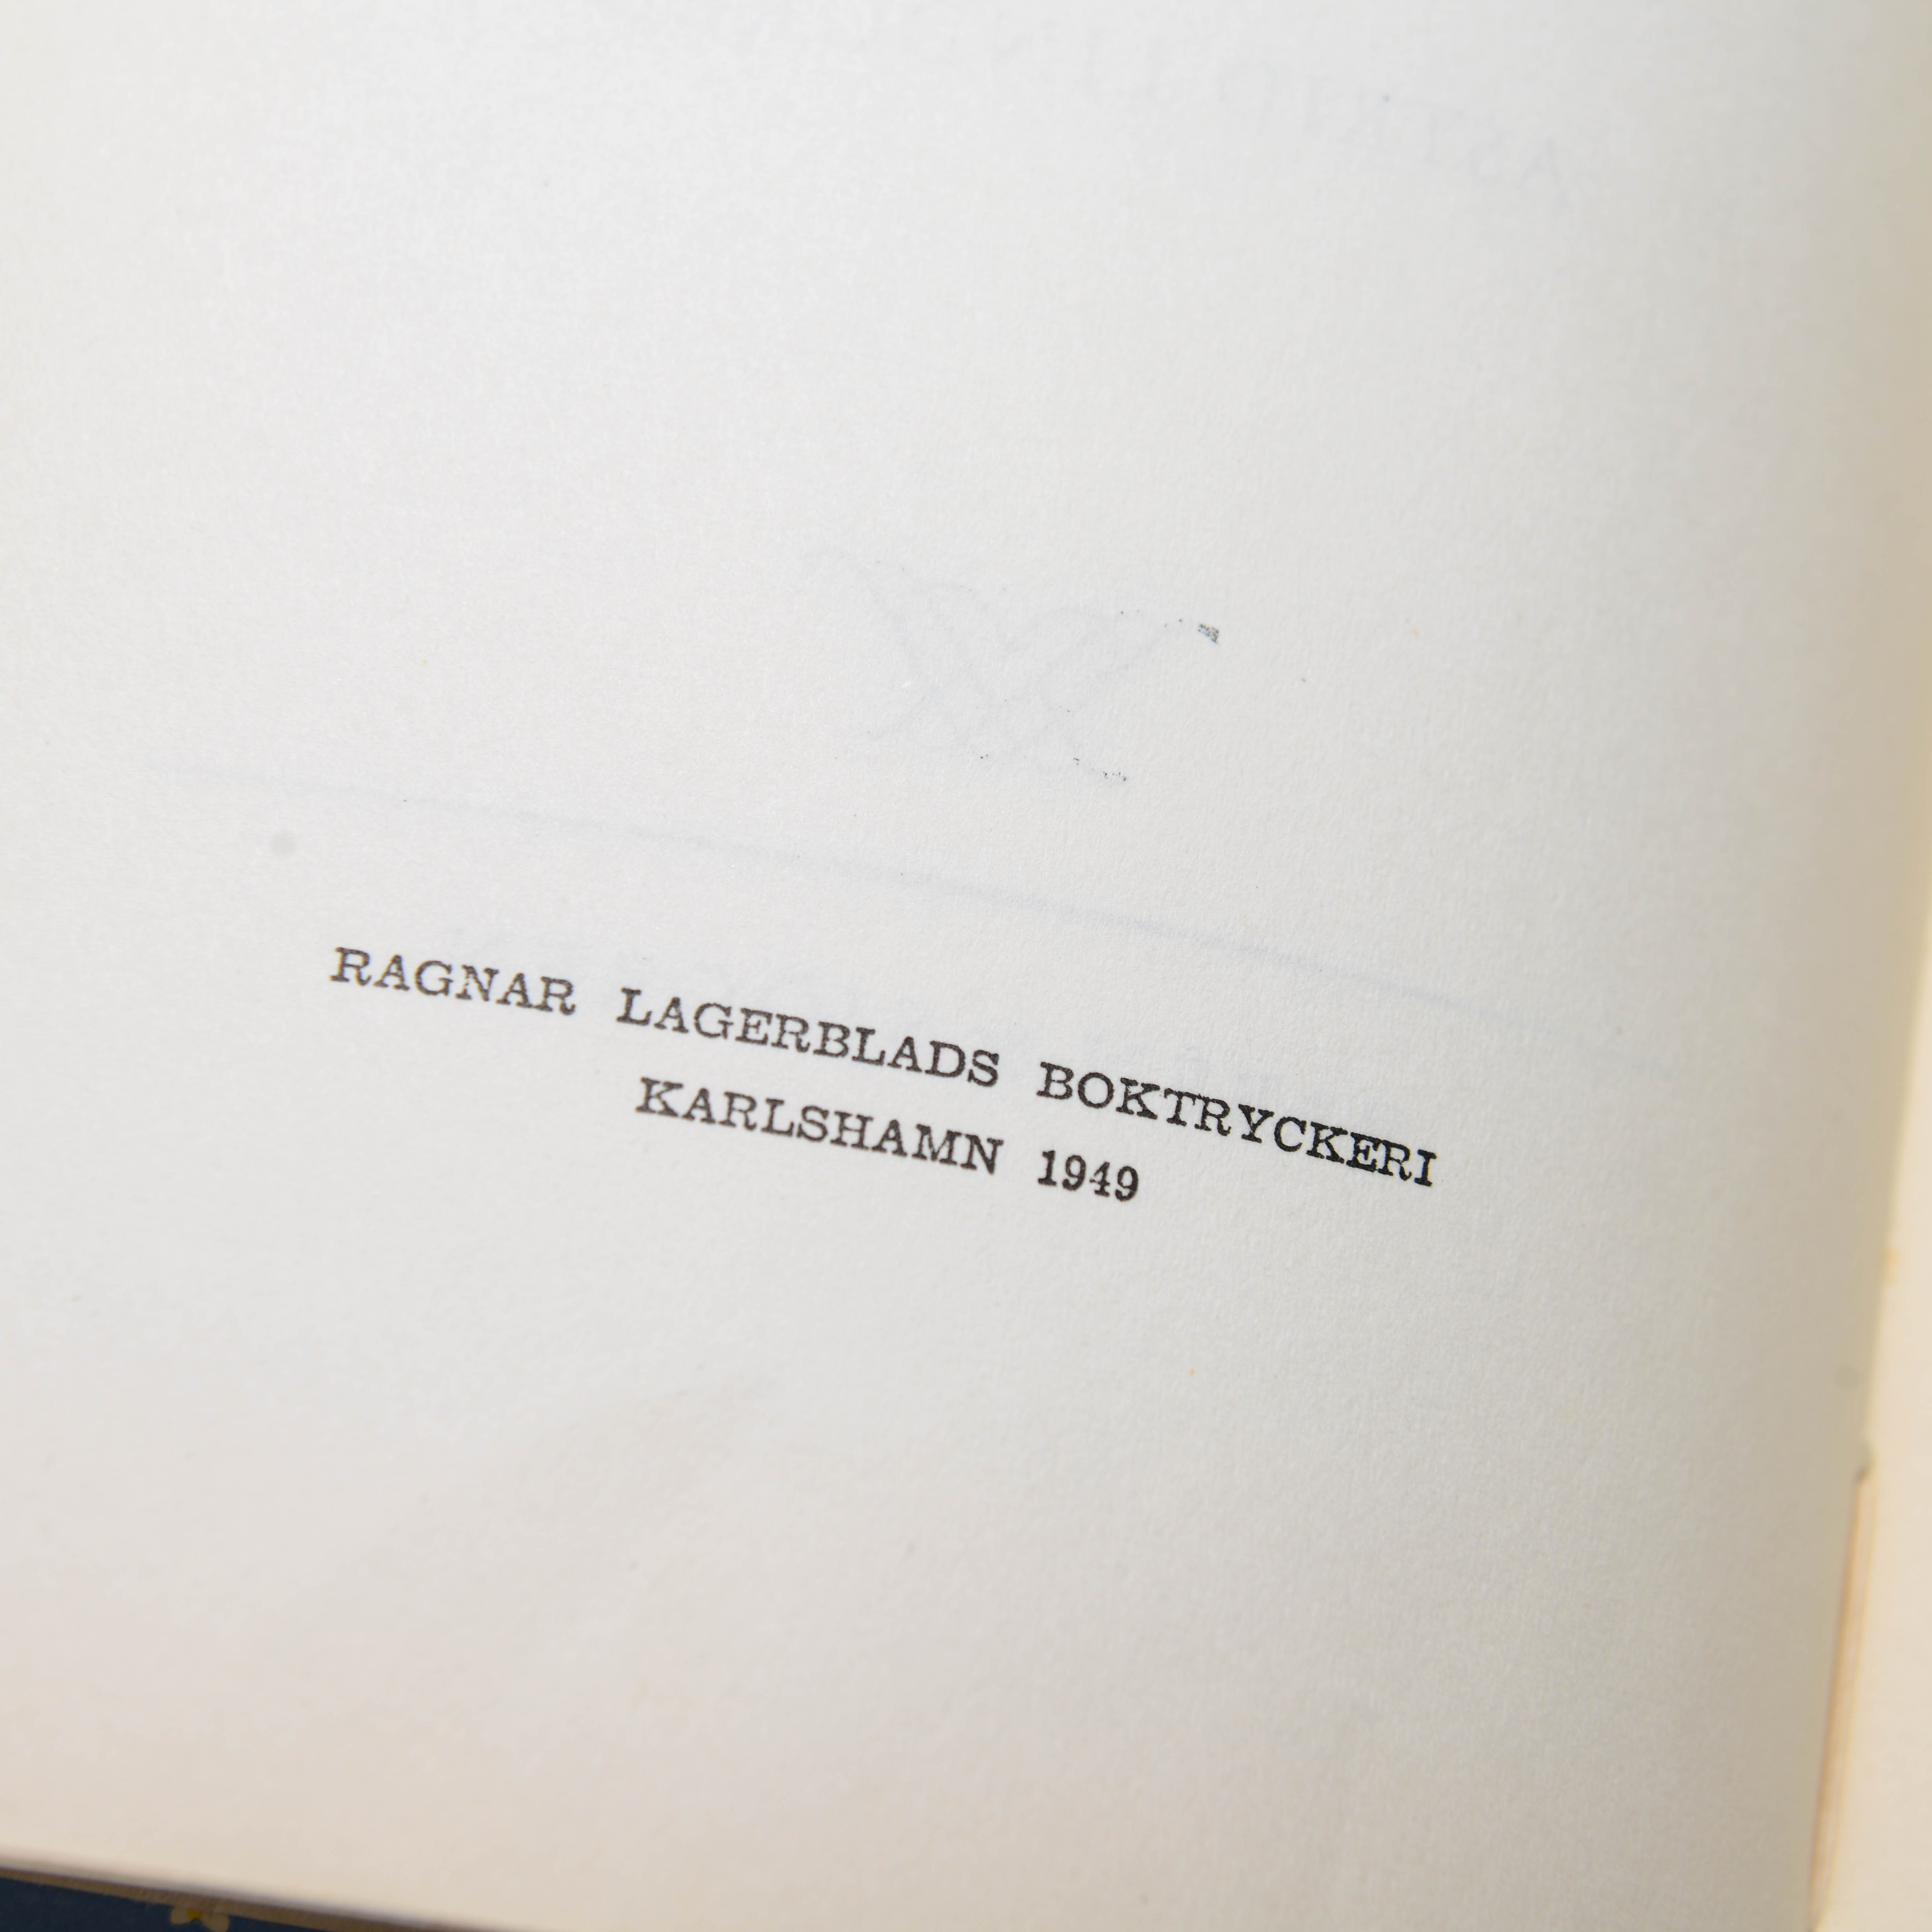 RAGNAR LAGERBLADS BOKTRYCKERI
KARLSHAMN 1949